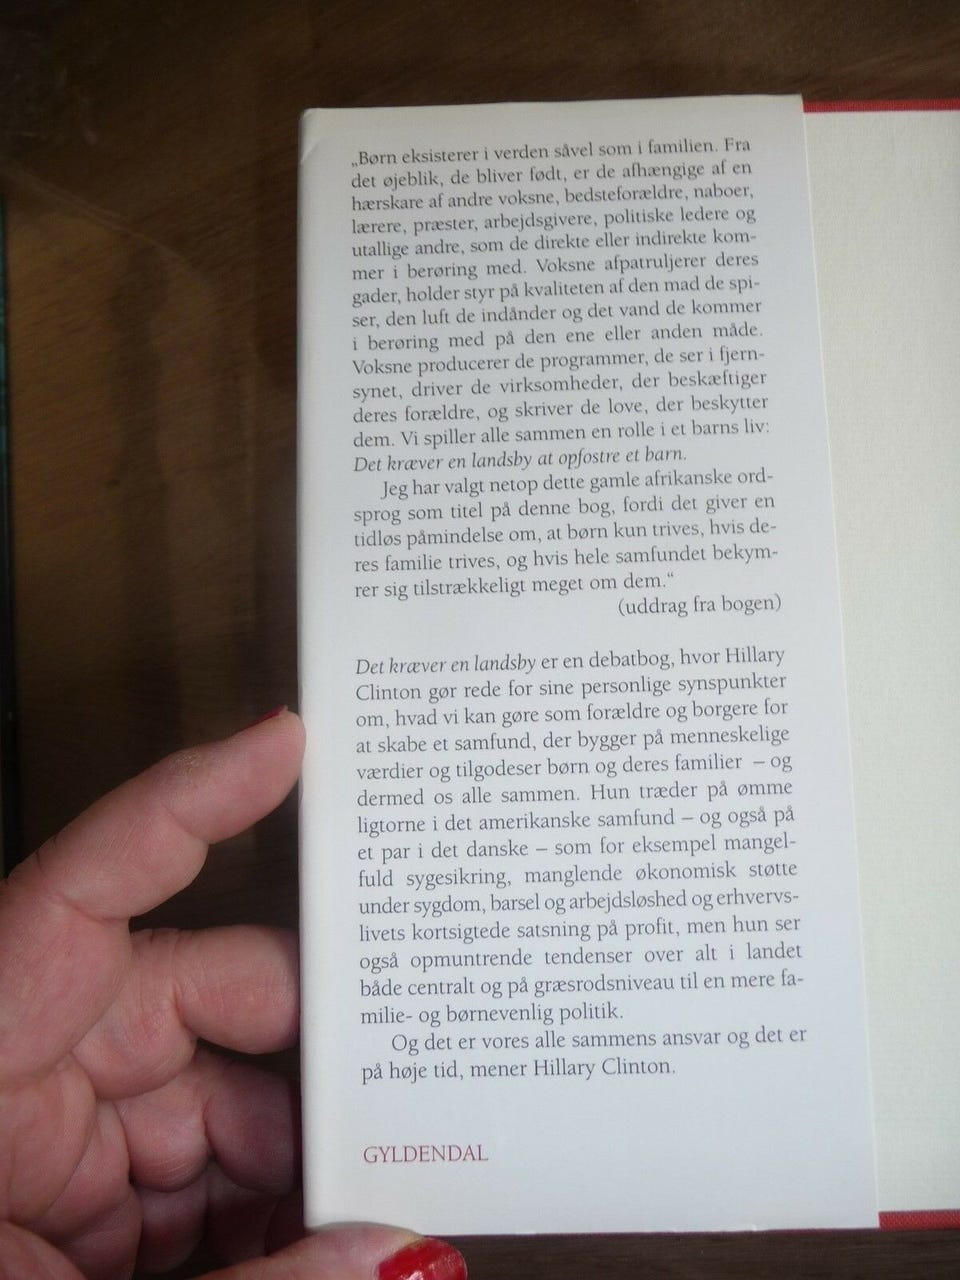 „Børn eksisterer i verden såvel som i familien. Fra
det øjeblik, de bliver født, er de afhængige af en
hærskare af andre voksne, bedsteforældre, naboer,
lærere, præster, arbejdsgivere, politiske ledere og
utallige andre, som de direkte eller indirekte kom-
mer i berøring med. Voksne afpatruljerer deres
gader, holder styr på kvaliteten af den mad de spi-
ser, den luft de indånder og det vand de kommer
i berøring med på den ene eller anden måde.
Voksne producerer de programmer, de ser i fjern-
synet, driver de virksomheder, der beskæftiger
deres forældre, og skriver de love, der beskytter
dem. Vi spiller alle sammen en rolle i et barns liv:
Det kræver en landsby at opfostre et barn.
Jeg har valgt netop dette gamle afrikanske ord-
sprog som titel på denne bog, fordi det giver en
tidløs påmindelse om, at børn kun trives, hvis de-
res familie trives, og hvis hele samfundet bekym-
rer sig tilstrækkeligt meget om dem.“
(uddrag fra bogen)
Det kræver en landsby er en debatbog, hvor Hillary
Clinton gør rede for sine personlige synspunkter
om, hvad vi kan gøre som forældre og borgere for
at skabe et samfund, der bygger på menneskelige
værdier og tilgodeser børn og deres familier – og
dermed os alle sammen. Hun træder på ømme
ligtorne i det amerikanske samfund – og også på
et par i det danske – som for eksempel mangel-
fuld sygesikring, manglende økonomisk støtte
under sygdom, barsel og arbejdsløshed og erhvervs-
livets kortsigtede satsning på profit, men hun ser
også opmuntrende tendenser over alt i landet
både centralt og på græsrodsniveau til en mere fa-
milie- og børnevenlig politik.
Og det er vores alle sammens ansvar og det er
på høje tid, mener Hillary Clinton.
GYLDENDAL